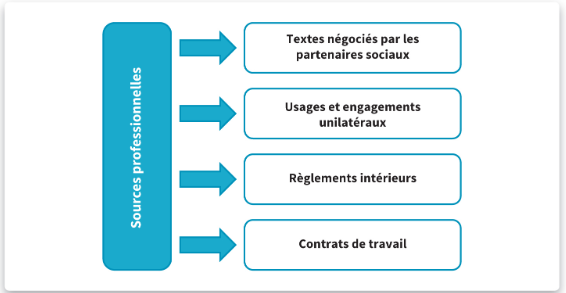 Sources professionnelles
Textes négociés par les
partenaires sociaux
Usages et engagements
unilatéraux
Règlements intérieurs
Contrats de travail